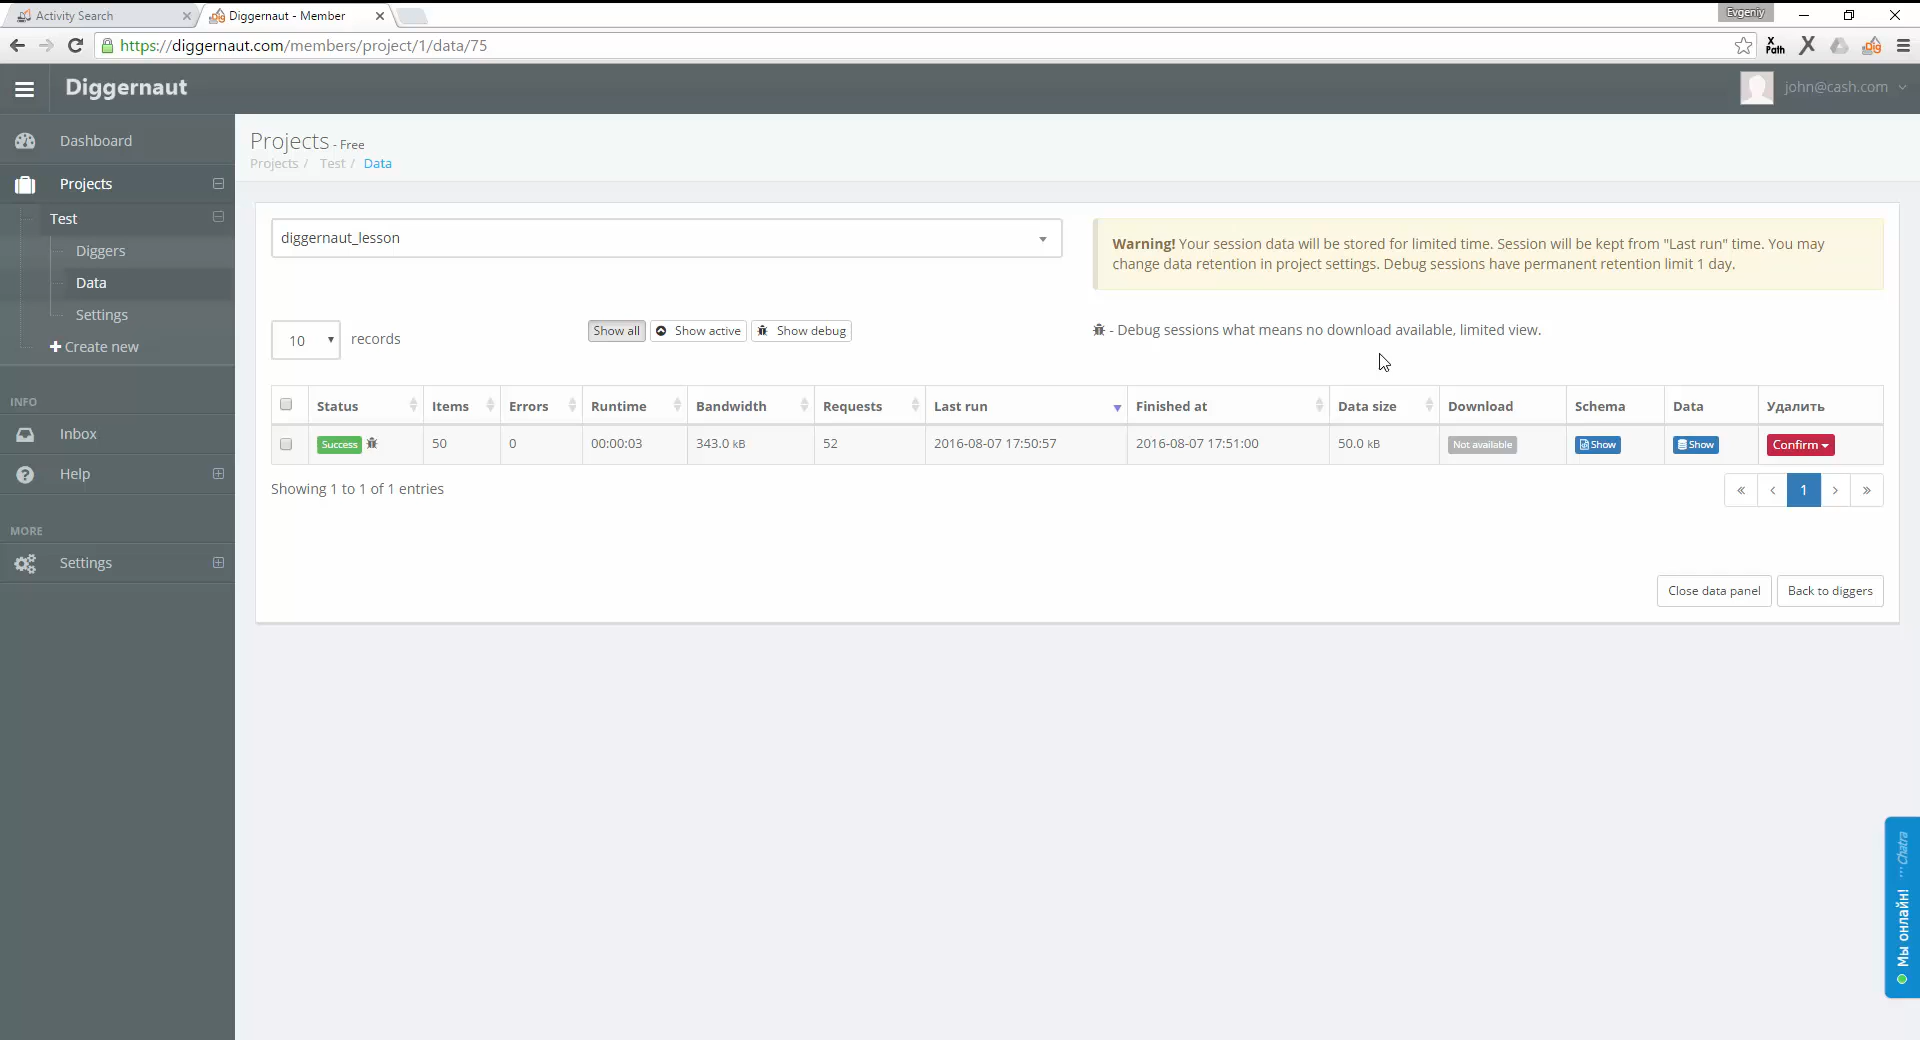 Activity Search
Diggernaut - Member
Evgeniy
https://diggernaut.com/members/project/1/data/75
X
Path
Diggernaut
john@cash.com
Dashboard
Projects
Test
Diggers
Data
Settings
Create new
INFO
Inbox
Help
MORE
Settings
Projects - Free
Projects / Test / Data
diggernaut_lesson
Warning! Your session data will be stored for limited time. Session will be kept from "Last run" time. You may
change data retention in project settings. Debug sessions have permanent retention limit 1 day.
10 records
Show all Show active Show debug
- Debug sessions what means no download available, limited view.
Status Items Errors Runtime Bandwidth Requests Last run Finished at Data size Download Schema Data Удалить
Success 50 0 00:00:03 343.0 kB 52 2016-08-07 17:50:57 2016-08-07 17:51:00 50.0 kB Not available Show Show Confirm
Showing 1 to 1 of 1 entries
« ‹ 1 › »
Close data panel Back to diggers
Мы онлайн! Chatra